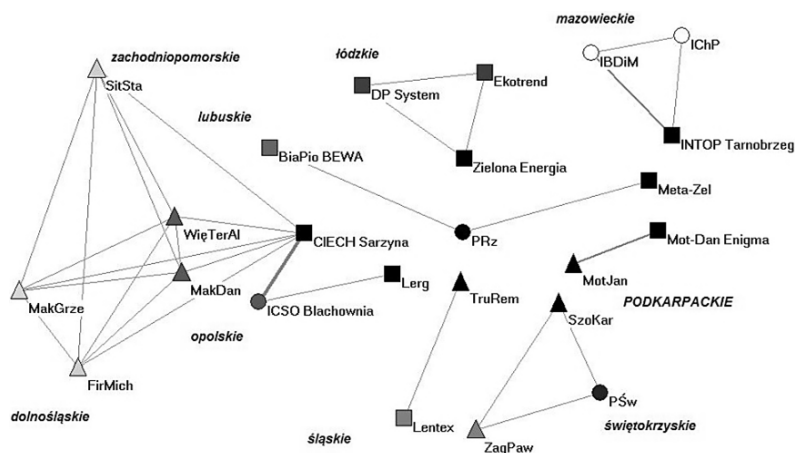 mazowieckie
IChP
zachodniopomorskie
łódzkie
IBDiM
SitSta
Ekotrend
DP System
lubuskie
INTOP Tarnobrzeg
BiaPio BEWA
Zielona Energia
Meta-Zel
WięTerAl
CIECH Sarzyna
PRz
Mot-Dan Enigma
MakDan
Lerg
MotJan
MakGrze
ICSO Blachownia
TruRem
PODKARPACKIE
opolskie
SzoKar
FirMich
dolnośląskie
Lentex
PŚw
śląskie
ZagPaw
świętokrzyskie